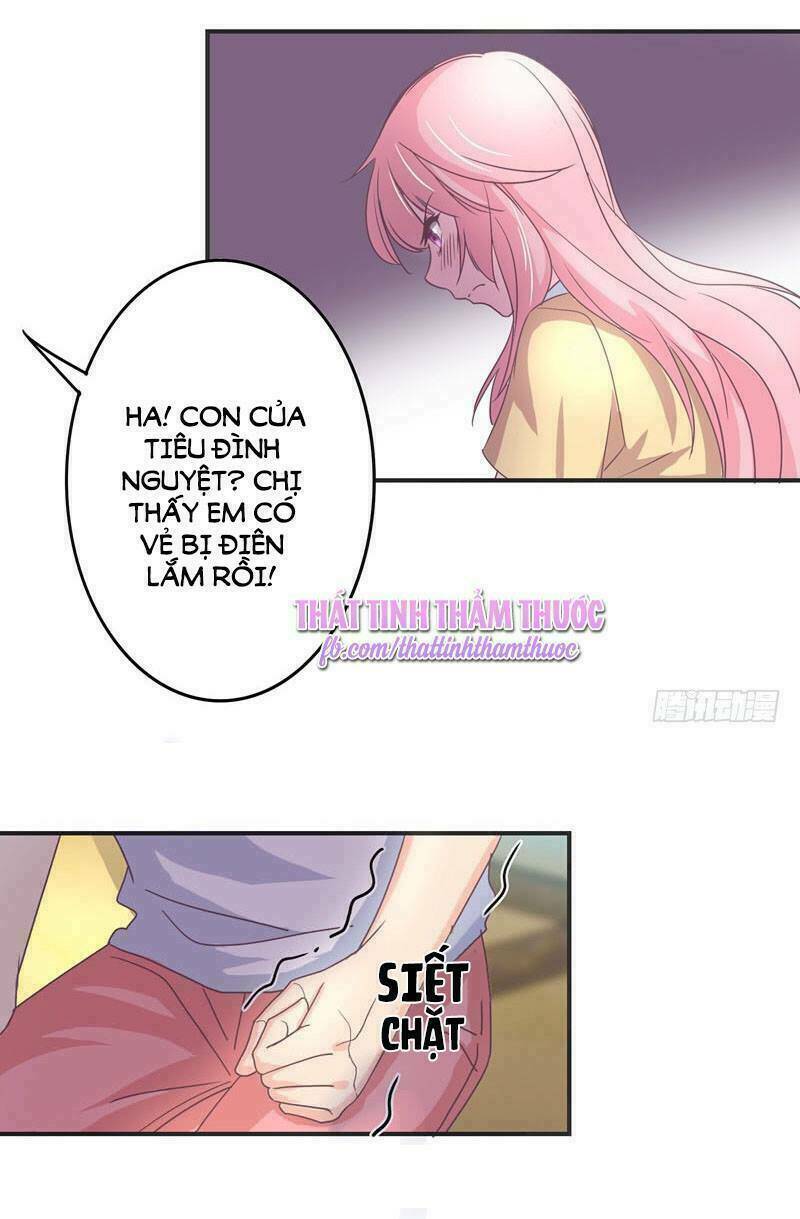 HA! CON CỦA
TIÊU ĐÌNH
NGUYỆT? CHỊ
THẤY EM CÓ
VẺ BỊ ĐIÊN
LẮM RỒI!
THẤT TINH THẨM THƯỚC
fb.com/thattinhthamthuoc
腾讯动漫
SIẾT
CHẶT